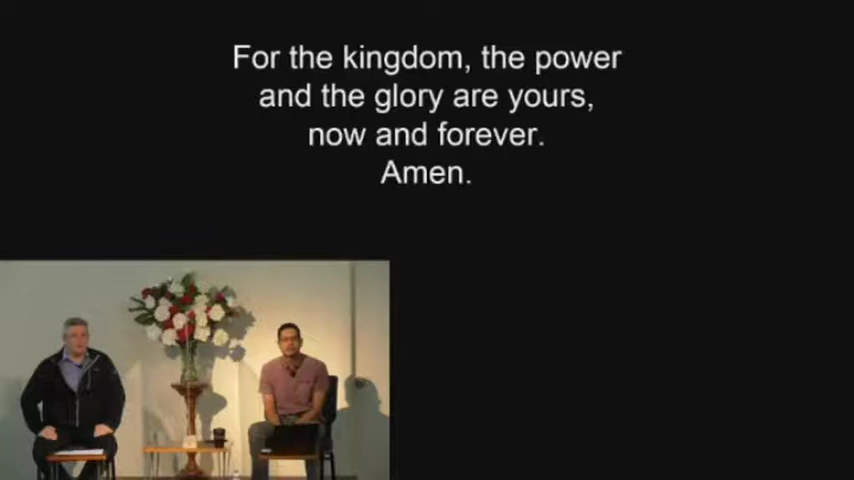 For the kingdom, the power
and the glory are yours,
now and forever.
Amen.